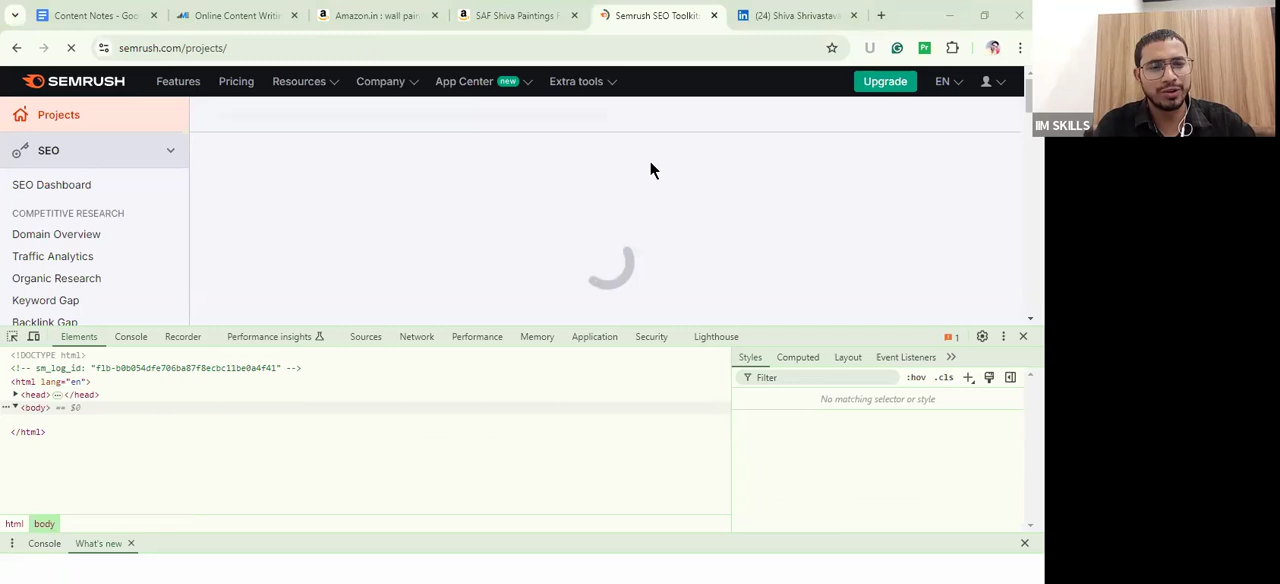 Content Notes - Goo
Online Content Writi
Amazon.in : wall pain
SAF Shiva Paintings F
Semrush SEO Toolkit
(24) Shiva Shrivastava
semrush.com/projects/
SEMRUSH
Features
Pricing
Resources
Company
App Center new
Extra tools
Upgrade
EN
Projects
IIM SKILLS
SEO
SEO Dashboard
COMPETITIVE RESEARCH
Domain Overview
Traffic Analytics
Organic Research
Keyword Gap
Backlink Gap
Elements
Console
Recorder
Performance insights
Sources
Network
Performance
Memory
Application
Security
Lighthouse
1
<!DOCTYPE html>
<!-- sm_log_id: "flb-b0b054dfe706ba87f8ecbc11be0a4f41" -->
<html lang="en">
<head> … </head>
<body> == $0
</html>
Styles
Computed
Layout
Event Listeners
Filter
:hov
.cls
No matching selector or style
html
body
Console
What's new